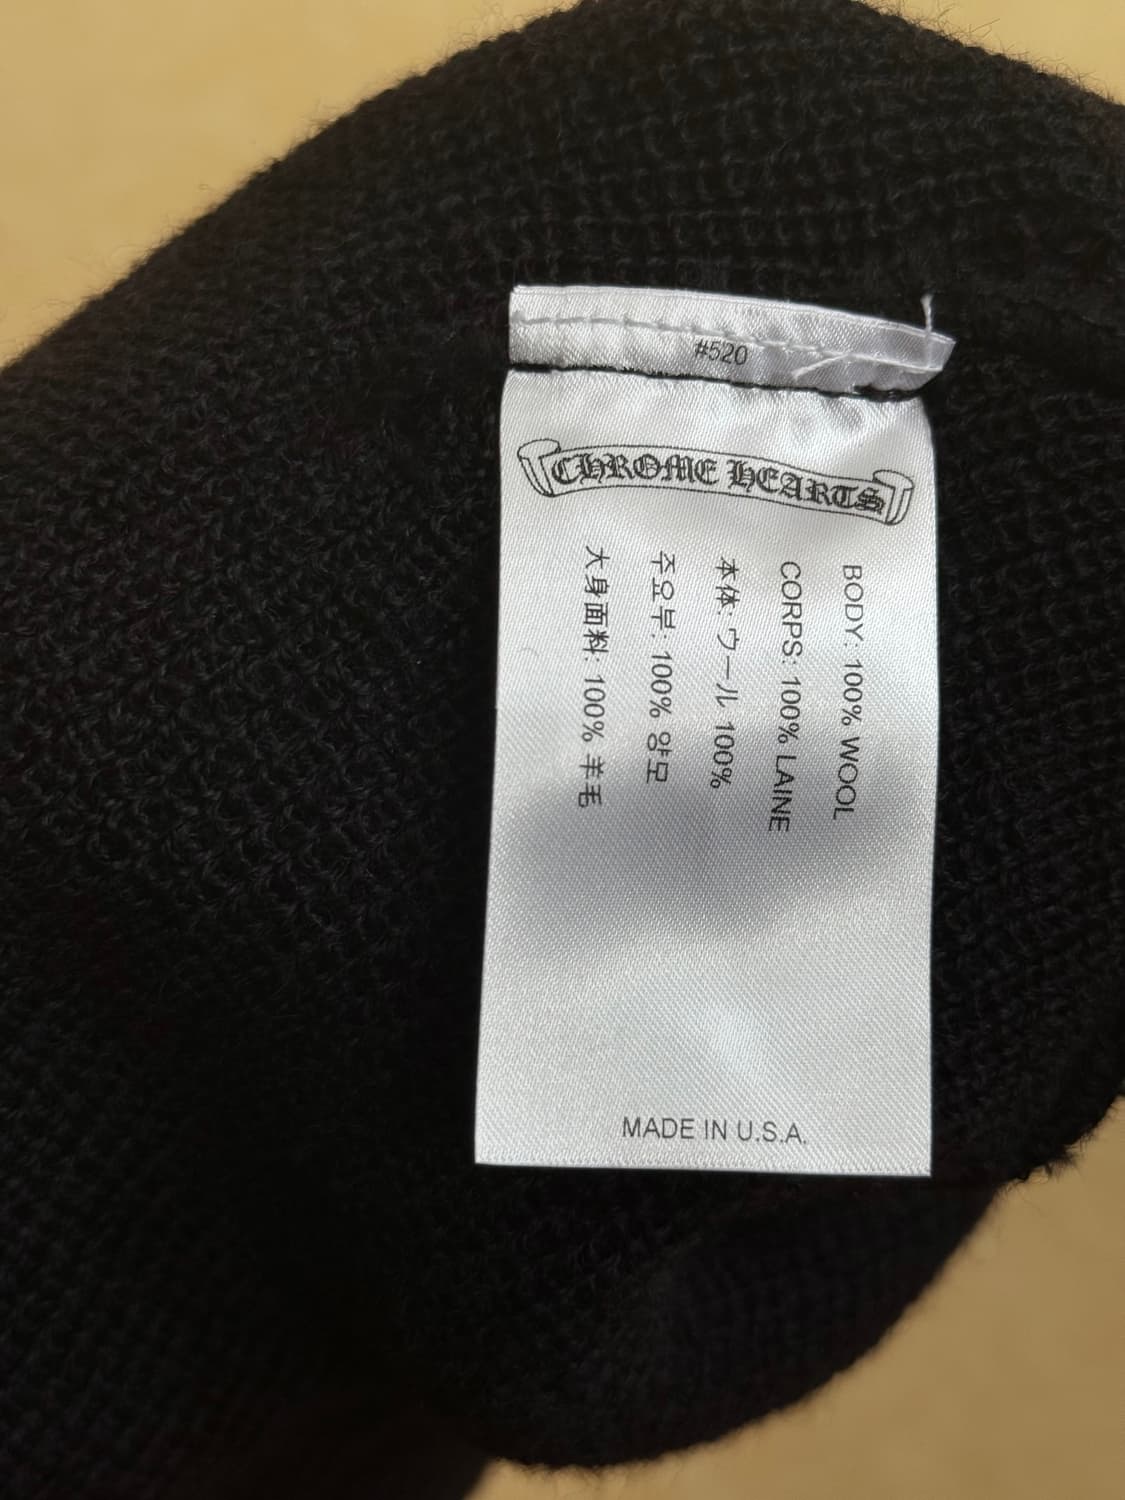 #520
CHROME HEARTS
BODY: 100% WOOL
CORPS: 100% LAINE
本体: ウール 100%
주요부: 100% 양모
大身面料: 100% 羊毛
MADE IN U.S.A.